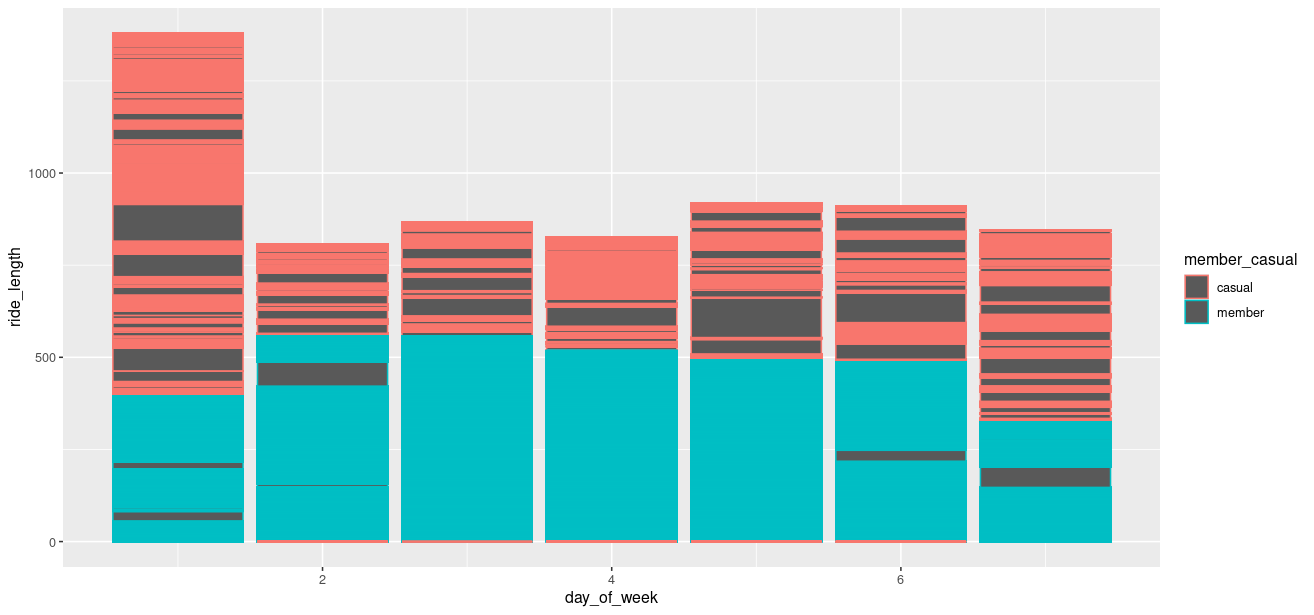 ride_length
1000
500
0
2
4
6
day_of_week
member_casual
casual
member